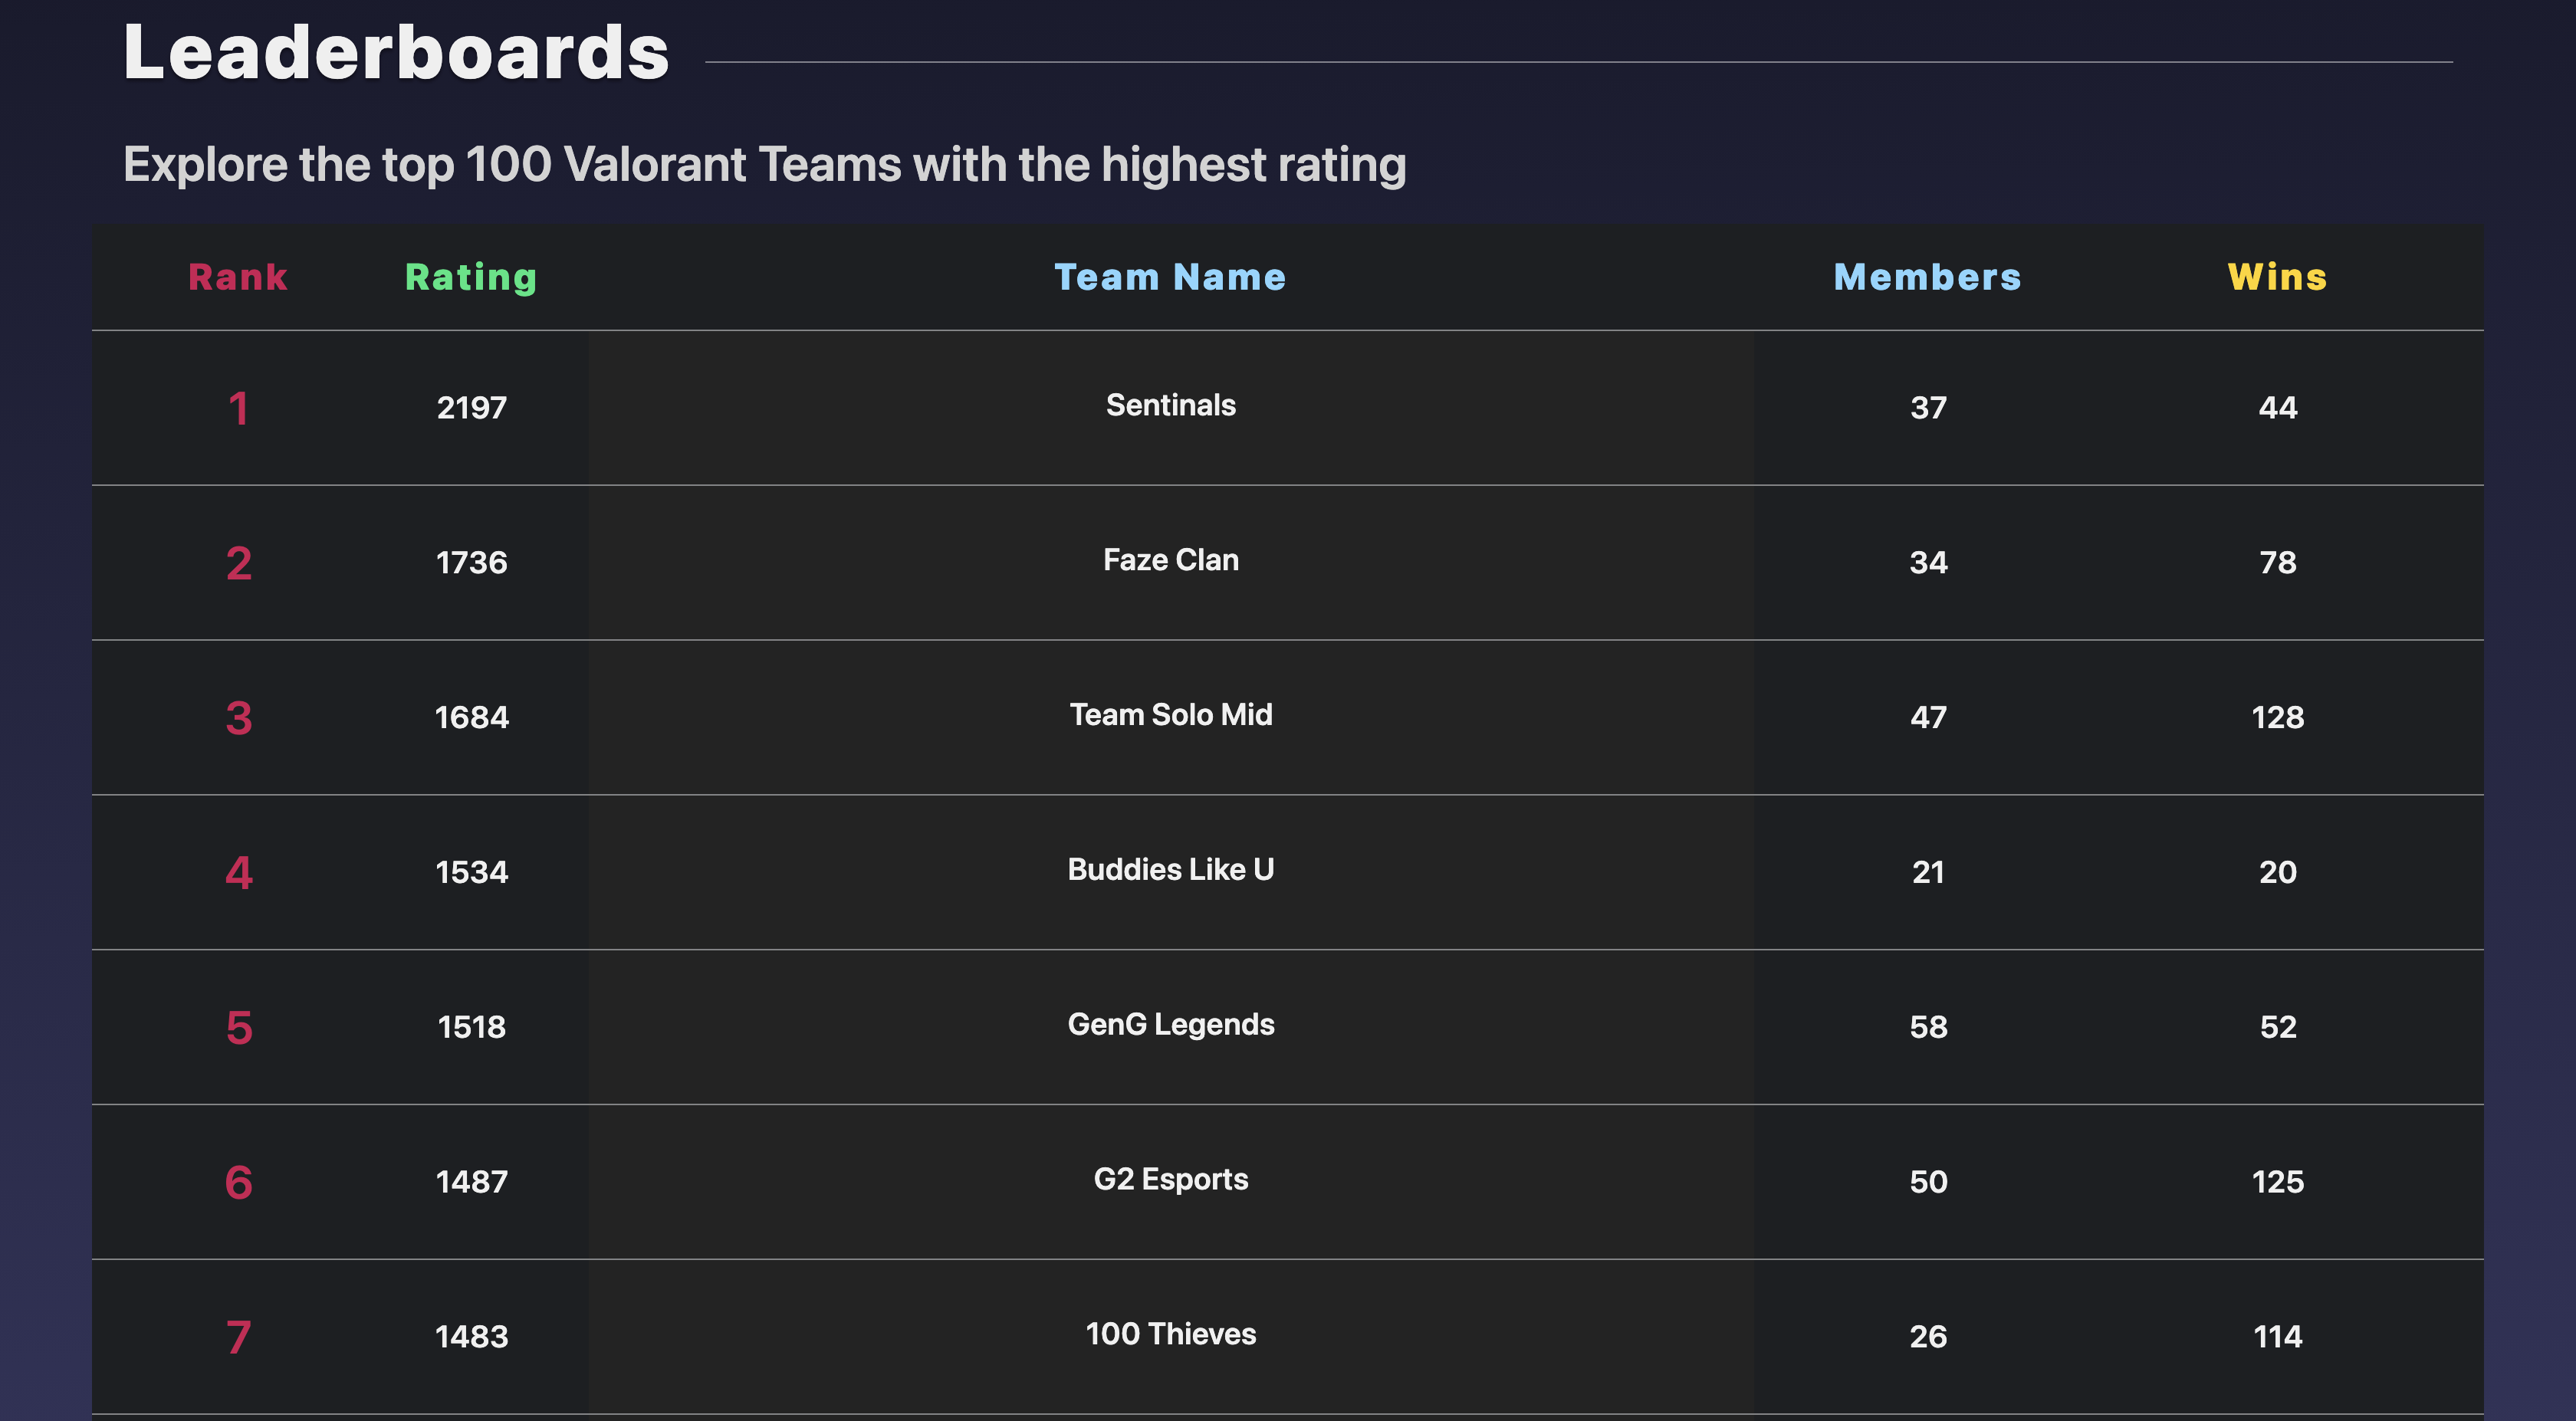 Leaderboards
Explore the top 100 Valorant Teams with the highest rating
Rank Rating Team Name Members Wins
1 2197 Sentinals 37 44
2 1736 Faze Clan 34 78
3 1684 Team Solo Mid 47 128
4 1534 Buddies Like U 21 20
5 1518 GenG Legends 58 52
6 1487 G2 Esports 50 125
7 1483 100 Thieves 26 114